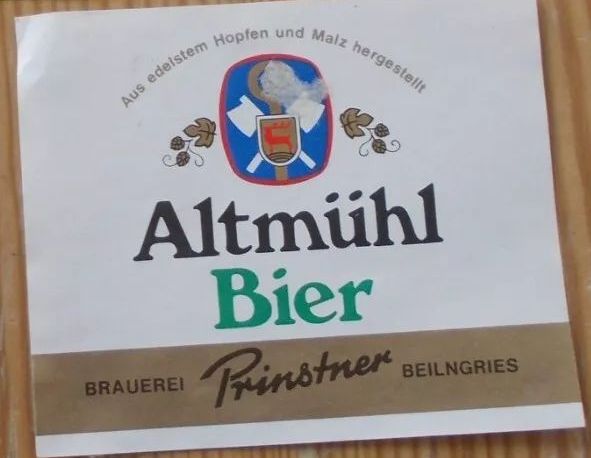 Aus edelstem Hopfen und Malz hergestellt
Altmühl
Bier
BRAUEREI Prinstner BEILNGRIES